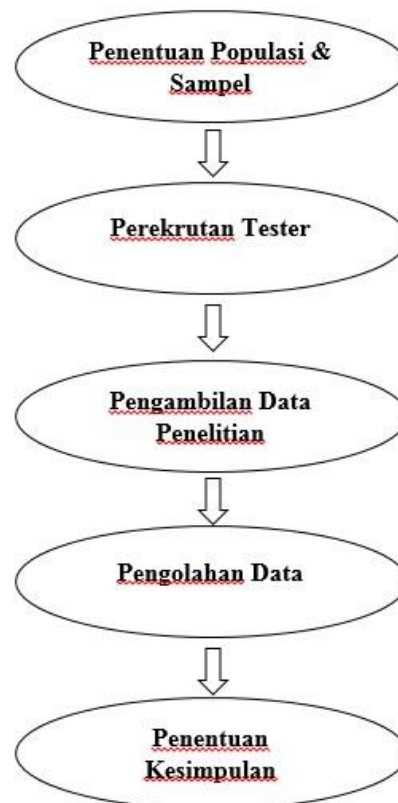 Penentuan Populasi &
Sampel
Perekrutan Tester
Pengambilan Data
Penelitian
Pengolahan Data
Penentuan
Kesimpulan